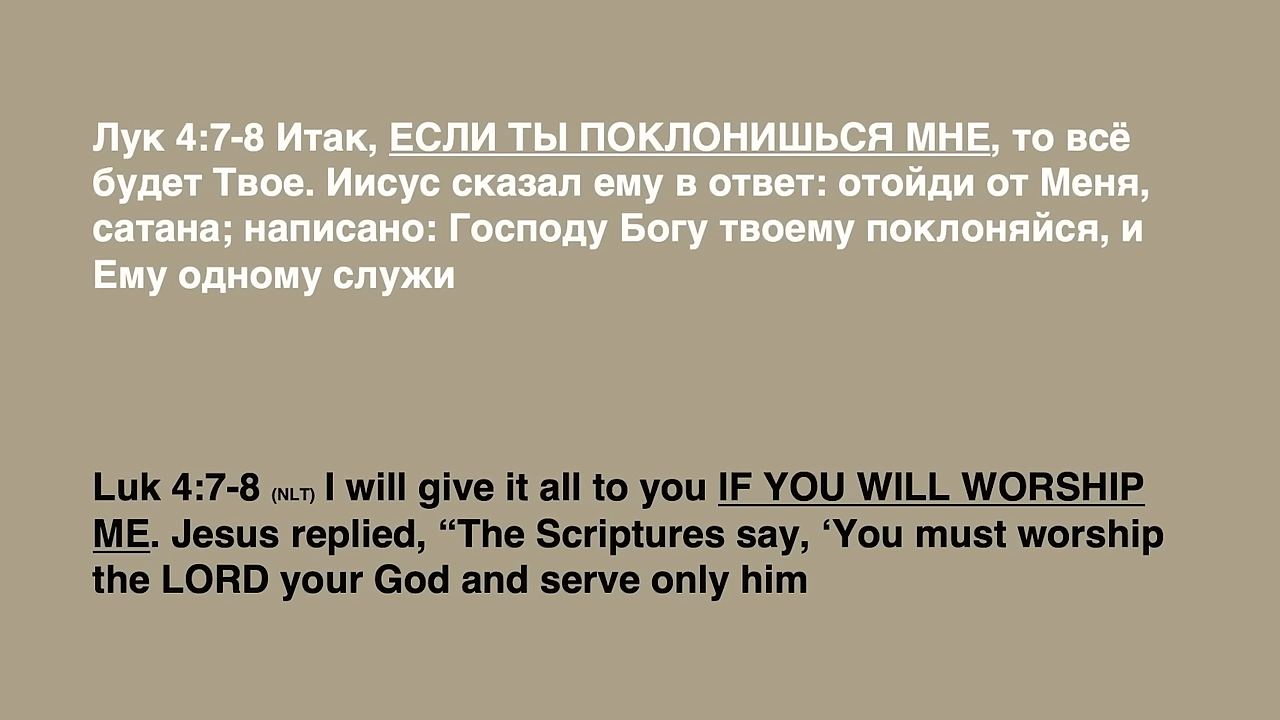 Лук 4:7-8 Итак, ЕСЛИ ТЫ ПОКЛОНИШЬСЯ МНЕ, то всё
будет Твое. Иисус сказал ему в ответ: отойди от Меня,
сатана; написано: Господу Богу твоему поклоняйся, и
Ему одному служи
Luk 4:7-8 (NLT) I will give it all to you IF YOU WILL WORSHIP
ME. Jesus replied, “The Scriptures say, ‘You must worship
the LORD your God and serve only him